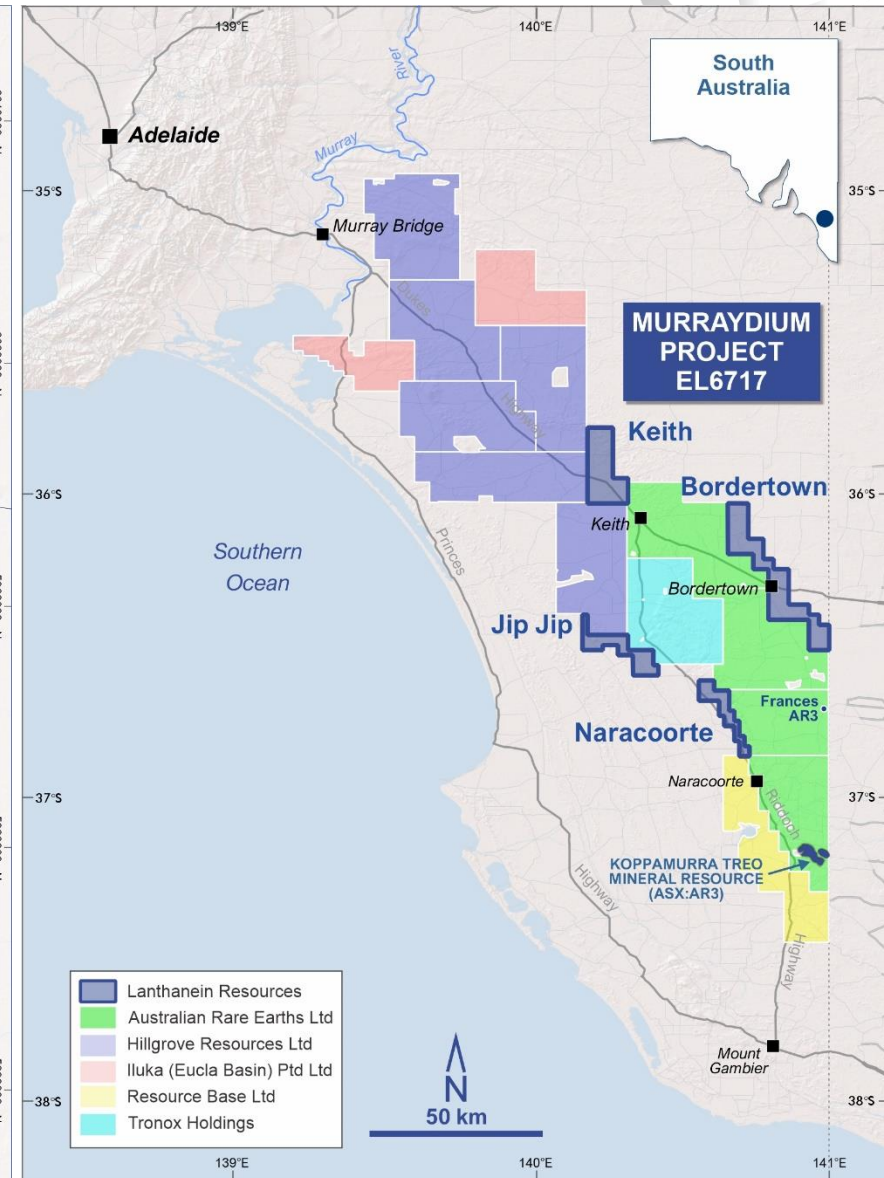 139°E
140°E
141°E
South
Australia
River
Murray
Adelaide
35°S
35°S
Murray Bridge
Dukes
Highway
MURRAYDIUM
PROJECT
EL6717
Keith
36°S
Bordertown
36°S
Keith
Princes
Southern
Ocean
Bordertown
Jip Jip
Frances
AR3
Naracoorte
Naracoorte
37°S
37°S
Riddoch
KOPPAMURRA TREO
MINERAL RESOURCE
(ASX:AR3)
Highway
Highway
Lanthanein Resources
Australian Rare Earths Ltd
Hillgrove Resources Ltd
Iluka (Eucla Basin) Ptd Ltd
Resource Base Ltd
Tronox Holdings
N
50 km
Mount
Gambier
38°S
38°S
139°E
140°E
141°E